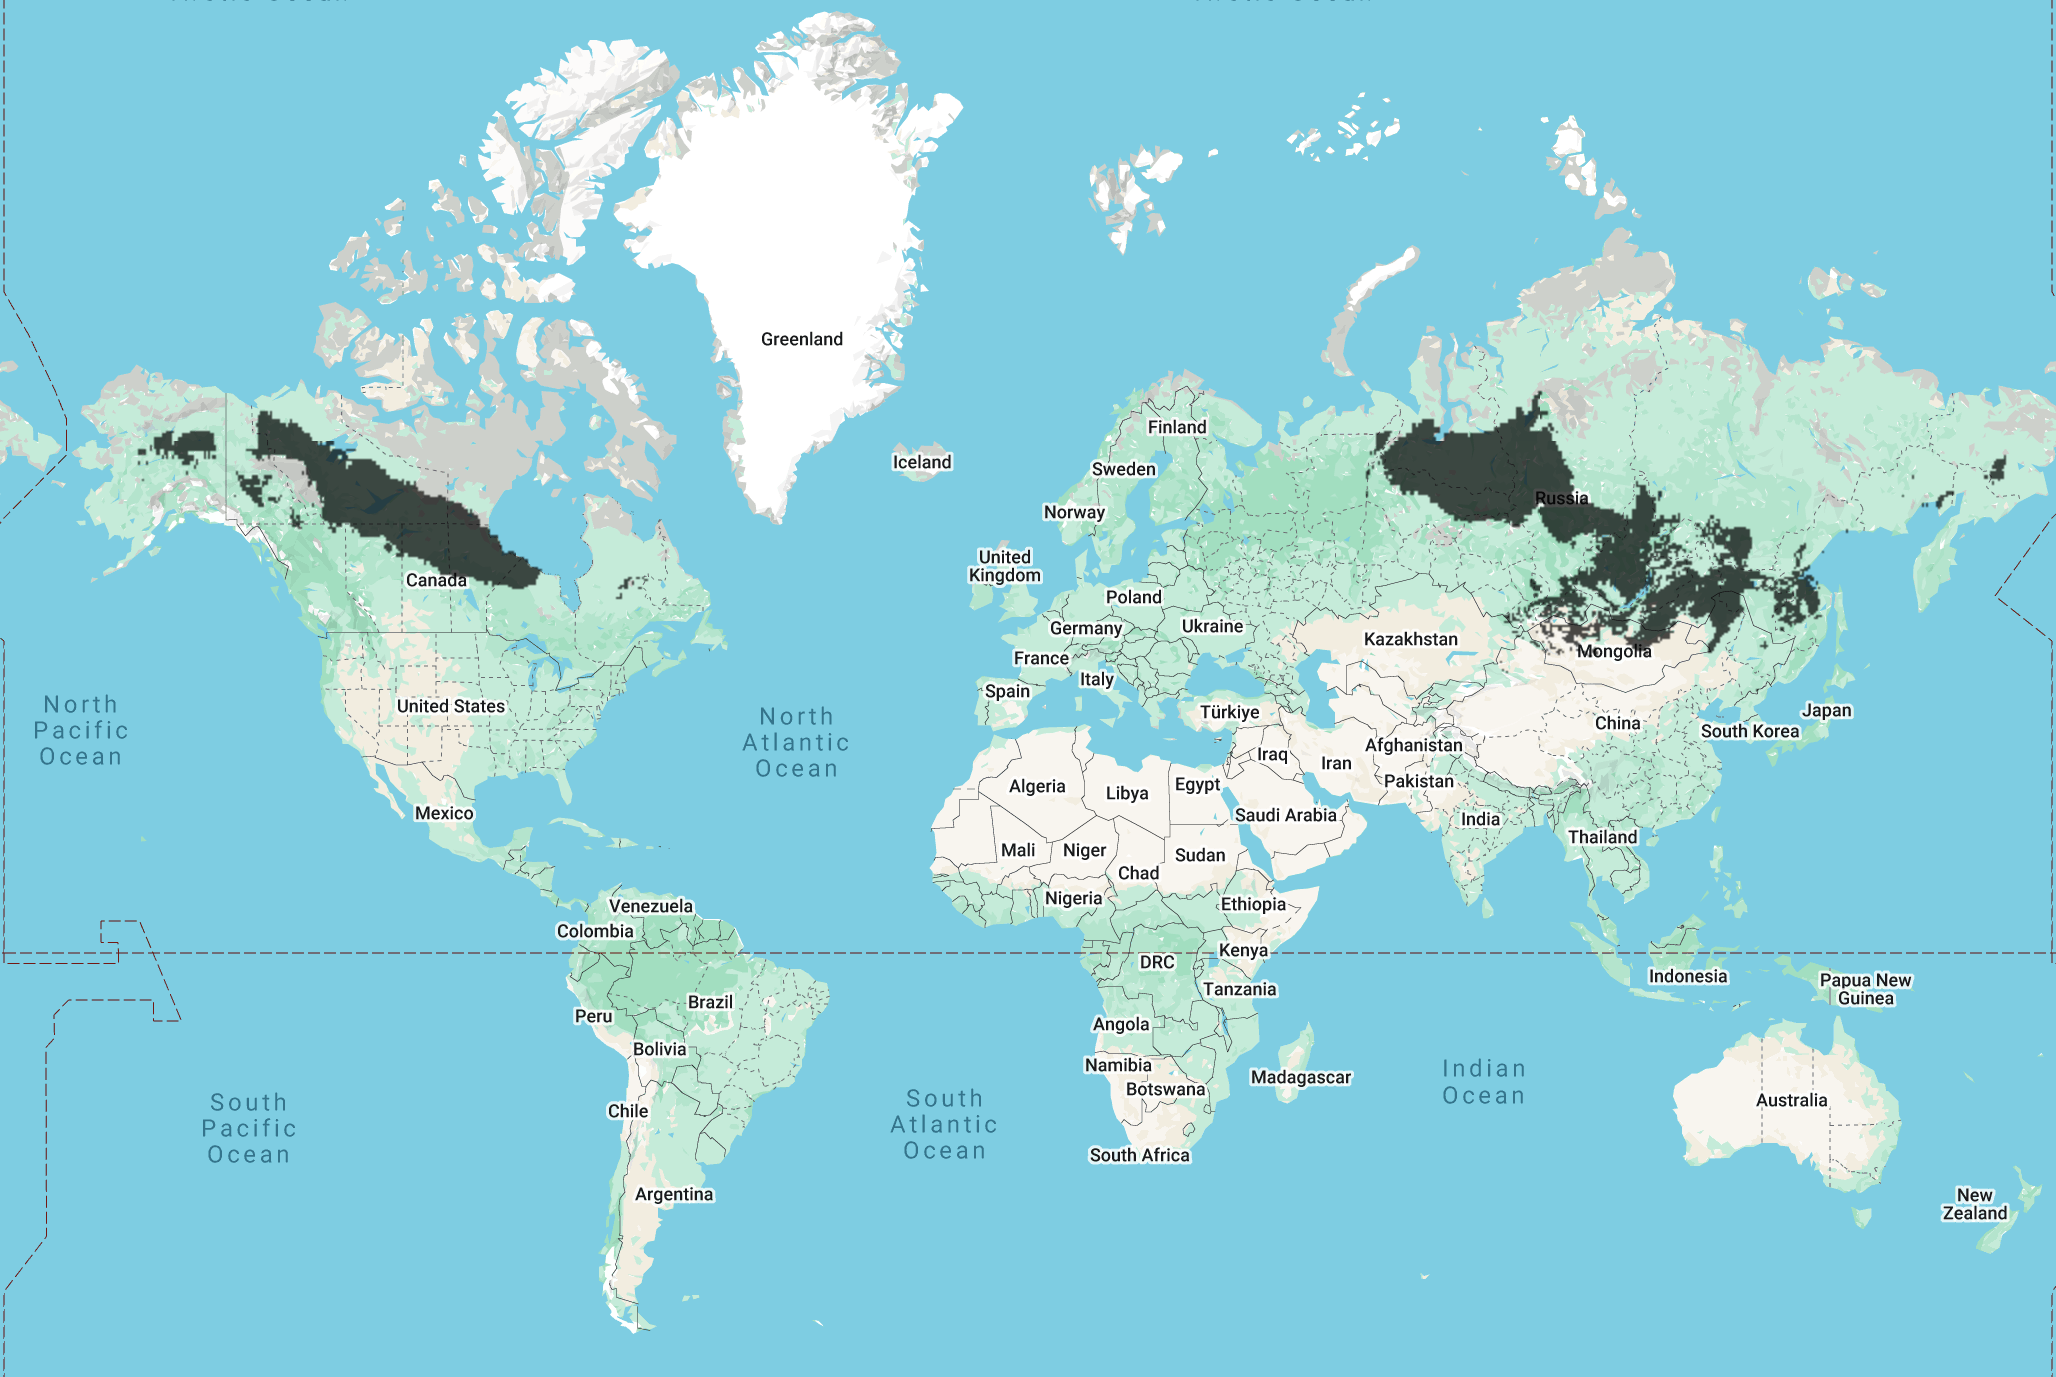 Arctic Ocean
Arctic Ocean
Greenland
Finland
Iceland
Sweden
Russia
Norway
United
Kingdom
Canada
Poland
Germany
Ukraine
Kazakhstan
France
Mongolia
Italy
Spain
North
Pacific
Ocean
United States
North
Atlantic
Ocean
Türkiye
China
Japan
South Korea
Iraq
Iran
Afghanistan
Pakistan
Algeria
Libya
Egypt
Saudi Arabia
India
Mexico
Thailand
Mali
Niger
Sudan
Chad
Nigeria
Ethiopia
Venezuela
Colombia
Kenya
DRC
Indonesia
Tanzania
Papua New
Guinea
Brazil
Peru
Angola
Bolivia
Namibia
Botswana
Madagascar
Indian
Ocean
Australia
Chile
South
Pacific
Ocean
South
Atlantic
Ocean
South Africa
Argentina
New
Zealand